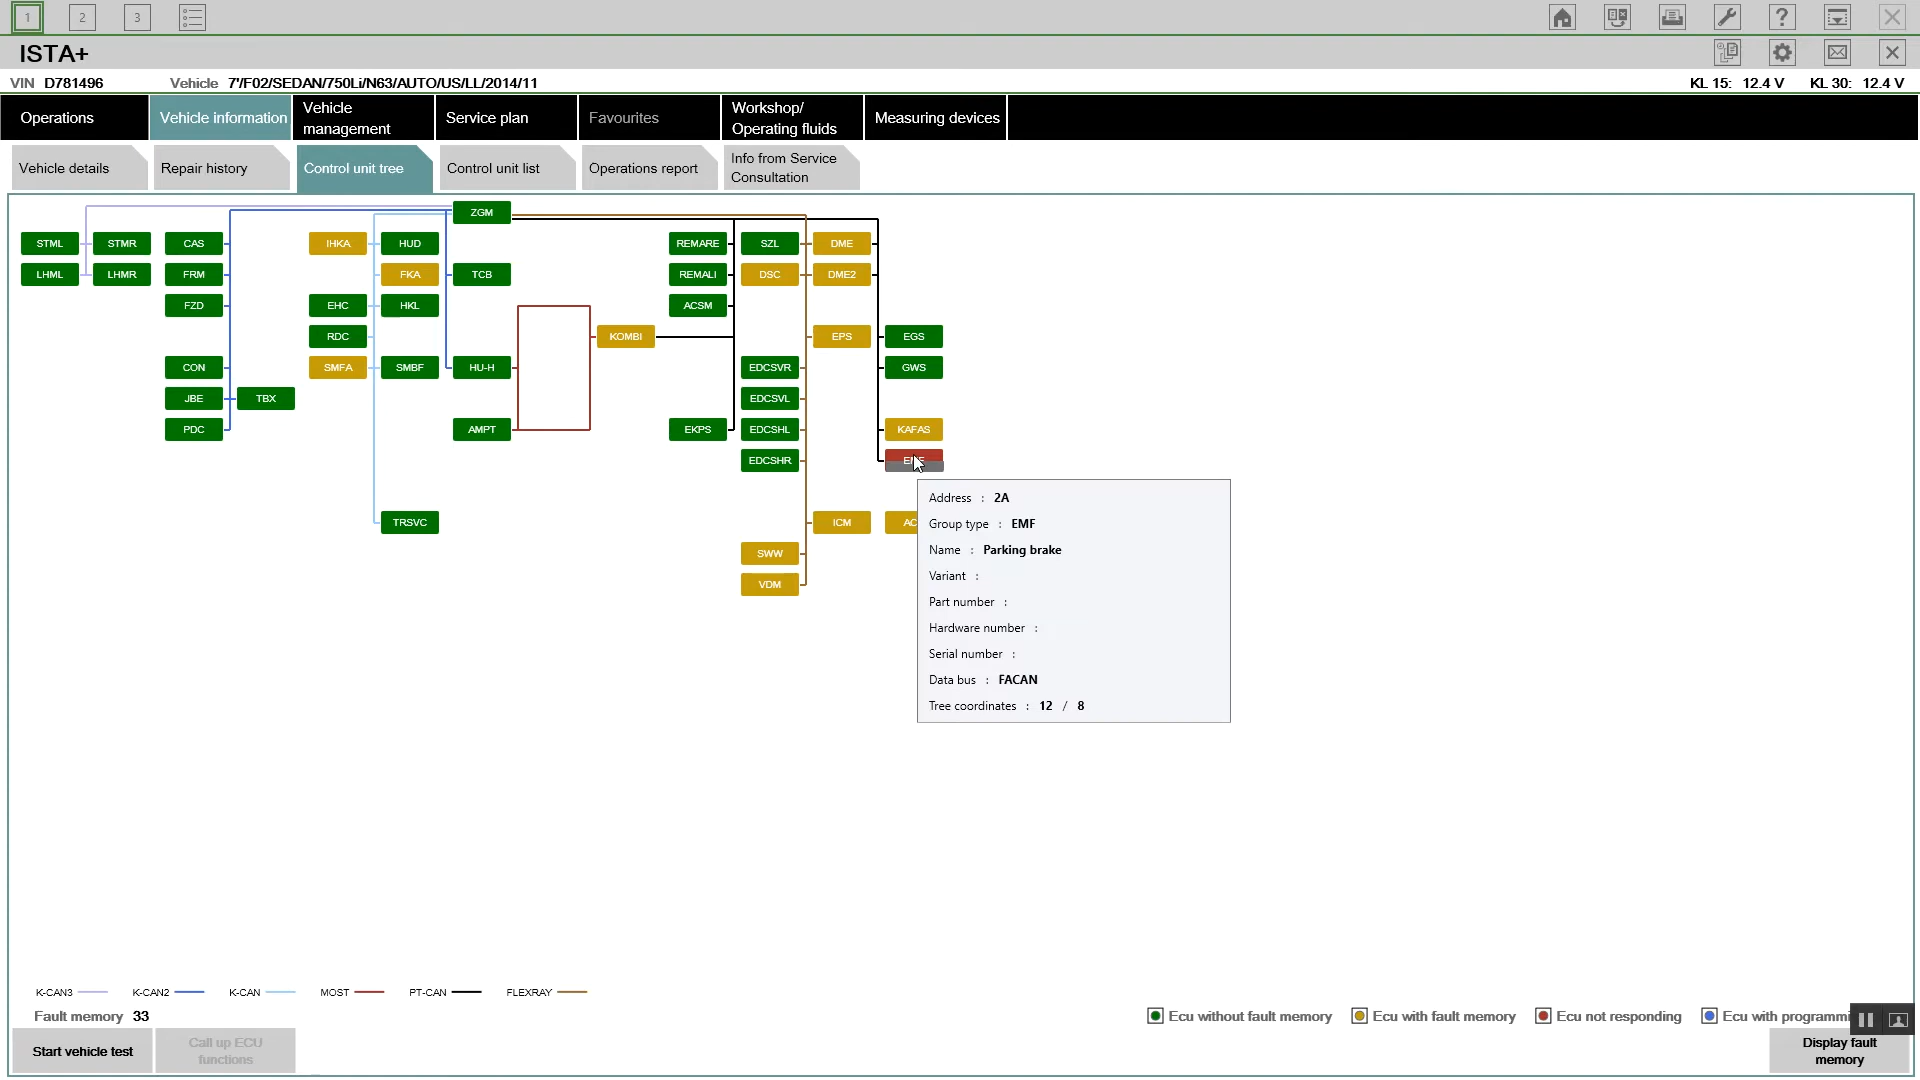 1 2 3
ISTA+
VIN D781496 Vehicle 7'/F02/SEDAN/750Li/N63/AUTO/US/LL/2014/11 KL 15: 12.4 V KL 30: 12.4 V
Operations
Vehicle information
Vehicle
management
Service plan
Favourites
Workshop/
Operating fluids
Measuring devices
Vehicle details
Repair history
Control unit tree
Control unit list
Operations report
Info from Service
Consultation
ZGM
STML STMR CAS IHKA HUD REMARE SZL DME
LHML LHMR FRM FKA TCB REMALI DSC DME2
FZD EHC HKL ACSM
RDC KOMBI EPS EGS
CON SMFA SMBF HU-H EDCSVR GWS
JBE TBX EDCSVL
PDC AMPT EKPS EDCSHL KAFAS
EDCSHR
TRSVC ICM AC
SWW
VDM
Address : 2A
Group type : EMF
Name : Parking brake
Variant :
Part number :
Hardware number :
Serial number :
Data bus : FACAN
Tree coordinates : 12 / 8
K-CAN3 K-CAN2 K-CAN MOST PT-CAN FLEXRAY
Fault memory 33
Ecu without fault memory Ecu with fault memory Ecu not responding Ecu with programmi
Start vehicle test
Call up ECU
functions
Display fault
memory